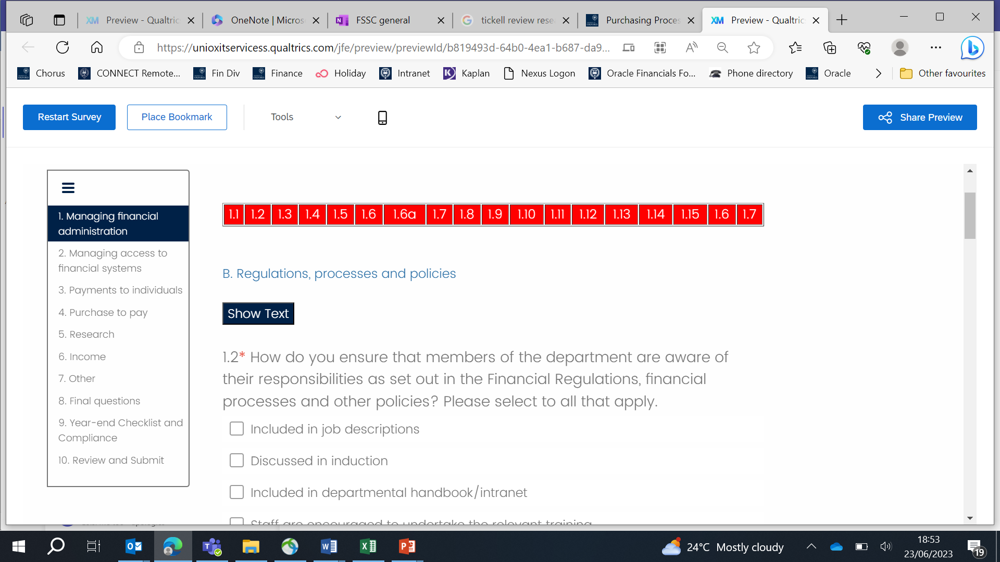 Preview - Qualtric
OneNote | Micros
FSSC general
tickell review rese
Purchasing Proces
Preview - Qualtric
https://unioxitservicess.qualtrics.com/jfe/preview/previewId/b819493d-64b0-4ea1-b687-da9...
Chorus
CONNECT Remote...
Fin Div
Finance
Holiday
Intranet
Kaplan
Nexus Logon
Oracle Financials Fo...
Phone directory
Oracle
Other favourites
Restart Survey
Place Bookmark
Tools
Share Preview
1. Managing financial
administration
2. Managing access to
financial systems
3. Payments to individuals
4. Purchase to pay
5. Research
6. Income
7. Other
8. Final questions
9. Year-end Checklist and
Compliance
10. Review and Submit
1.1 1.2 1.3 1.4 1.5 1.6 1.6a 1.7 1.8 1.9 1.10 1.11 1.12 1.13 1.14 1.15 1.6 1.7
B. Regulations, processes and policies
Show Text
1.2* How do you ensure that members of the department are aware of
their responsibilities as set out in the Financial Regulations, financial
processes and other policies? Please select to all that apply.
Included in job descriptions
Discussed in induction
Included in departmental handbook/intranet
Staff are encouraged to undertake the relevant training
24°C Mostly cloudy
18:53
23/06/2023
19